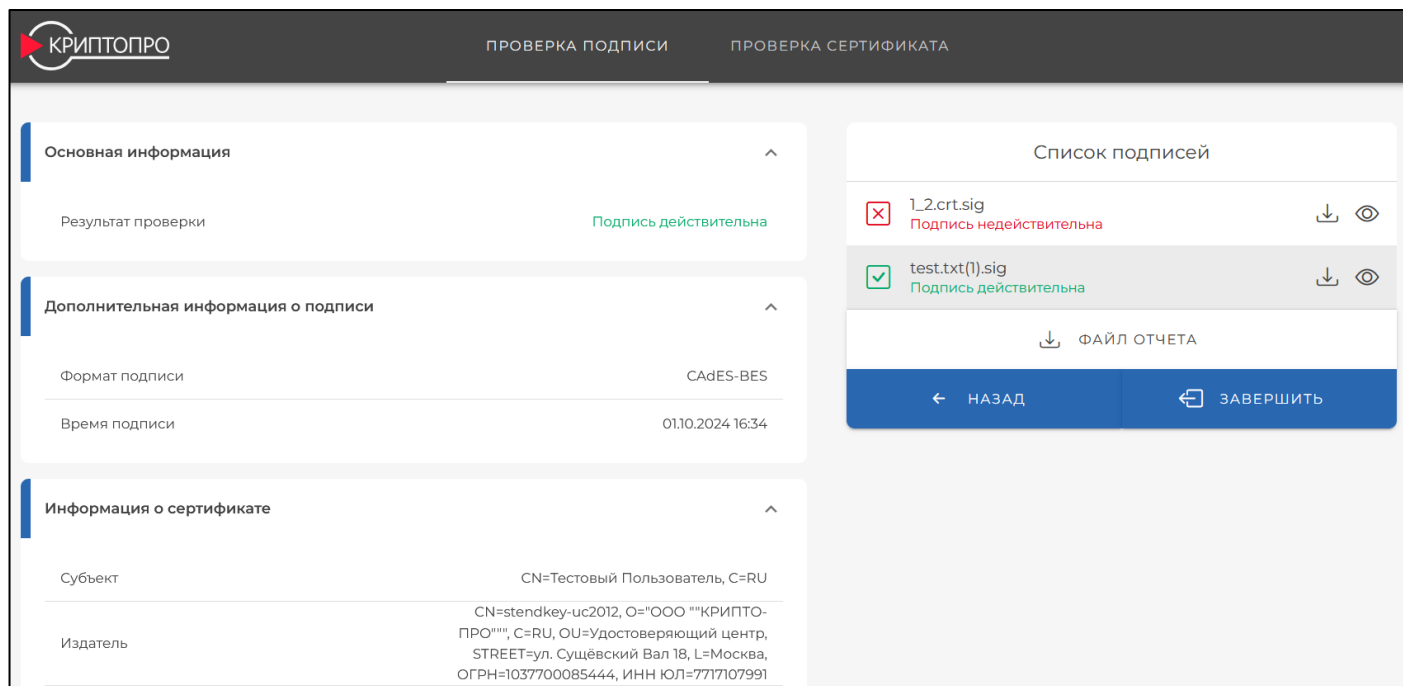 КРИПТОПРО
ПРОВЕРКА ПОДПИСИ
ПРОВЕРКА СЕРТИФИКАТА
Основная информация
Результат проверки
Подпись действительна
Дополнительная информация о подписи
Формат подписи
CAdES-BES
Время подписи
01.10.2024 16:34
Информация о сертификате
Субъект
CN=Тестовый Пользователь, C=RU
Издатель
CN=stendkey-uc2012, O="ООО ""КРИПТО-
ПРО""", C=RU, OU=Удостоверяющий центр,
STREET=ул. Сущёвский Вал 18, L=Москва,
ОГРН=1037700085444, ИНН ЮЛ=7717107991
Список подписей
1_2.crt.sig
Подпись недействительна
test.txt(1).sig
Подпись действительна
ФАЙЛ ОТЧЕТА
НАЗАД
ЗАВЕРШИТЬ